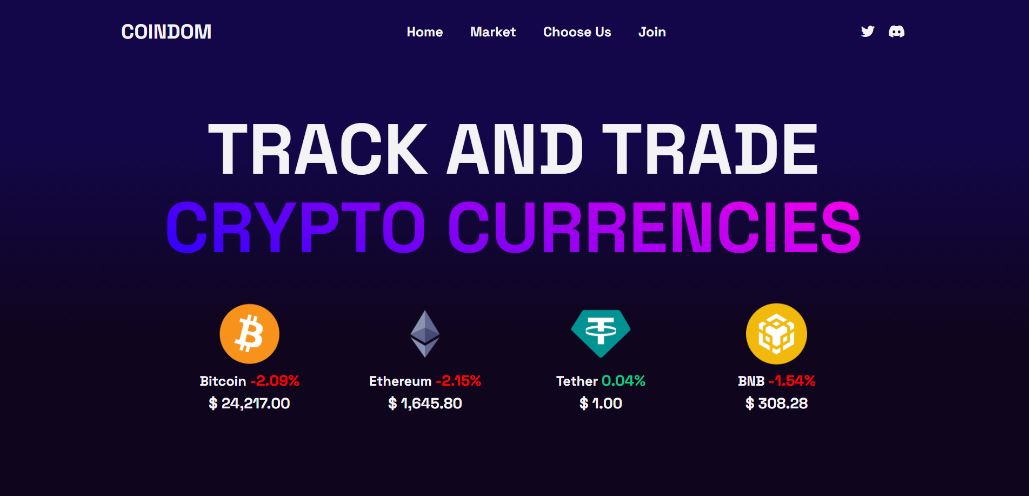 COINDOM Home Market Choose Us Join
TRACK AND TRADE
CRYPTO CURRENCIES
Bitcoin -2.09% Ethereum -2.15% Tether 0.04% BNB -1.54%
$ 24,217.00 $ 1,645.80 $ 1.00 $ 308.28